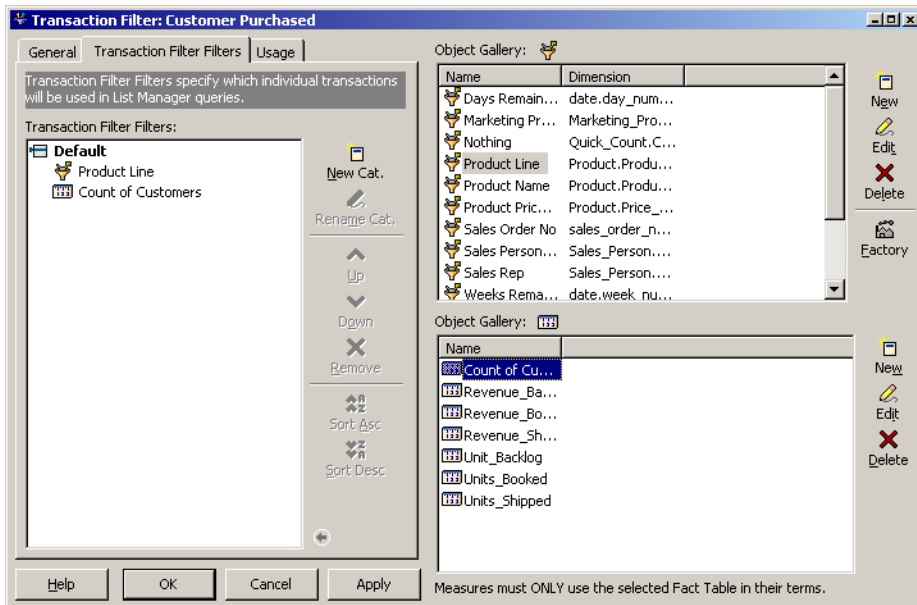 Transaction Filter: Customer Purchased
General Transaction Filter Filters Usage
Transaction Filter Filters specify which individual transactions
will be used in List Manager queries.
Transaction Filter Filters:
Default
Product Line
Count of Customers
New Cat.
Rename Cat.
Up
Down
Remove
Sort Asc
Sort Desc
Help OK Cancel Apply
Object Gallery:
Name Dimension
Days Remain... date.day_num...
Marketing Pr... Marketing_Pro...
Nothing Quick_Count.C...
Product Line Product.Produ...
Product Name Product.Produ...
Product Pric... Product.Price_...
Sales Order No sales_order_n...
Sales Person... Sales_Person....
Sales Rep Sales_Person....
Weeks Rema... date.week_nu...
New
Edit
Delete
Factory
Object Gallery:
Name
Count of Cu...
Revenue_Ba...
Revenue_Bo...
Revenue_Sh...
Unit_Backlog
Units_Booked
Units_Shipped
New
Edit
Delete
Measures must ONLY use the selected Fact Table in their terms.